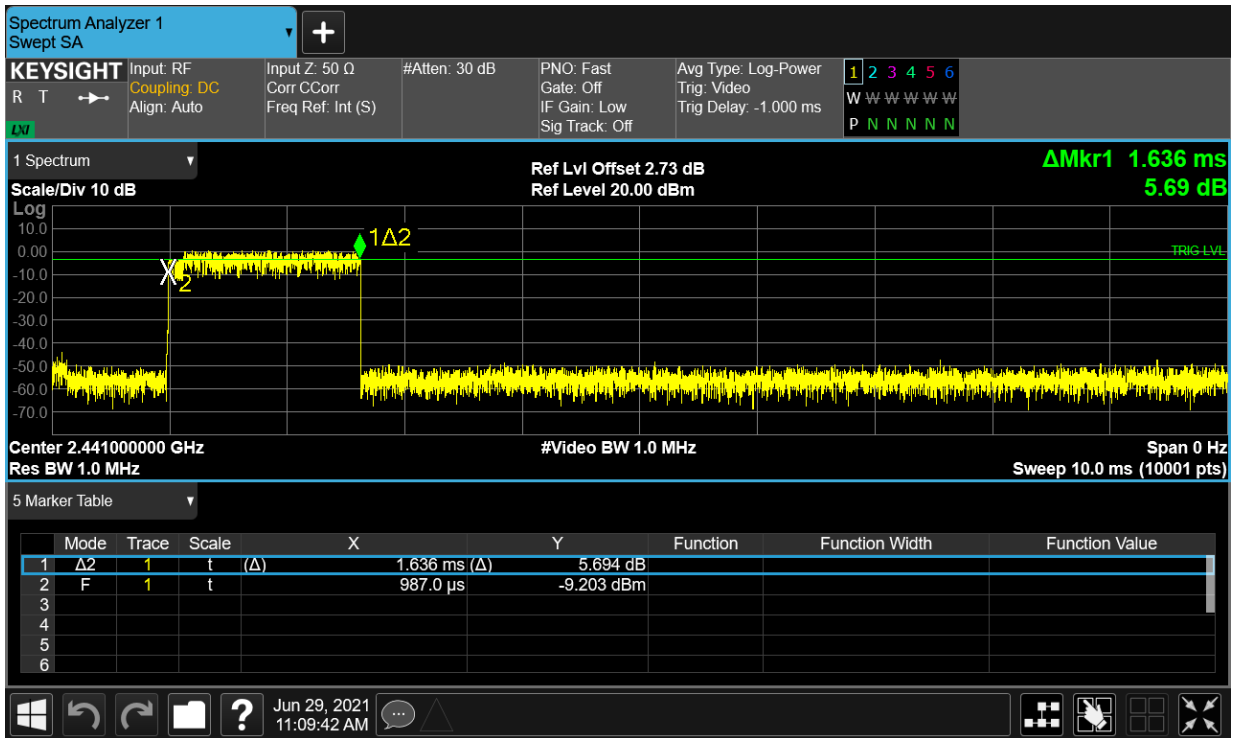 Spectrum Analyzer 1
Swept SA
KEYSIGHT
R T
LXI
Input: RF
Coupling: DC
Align: Auto
Input Z: 50 Ω
Corr CCorr
Freq Ref: Int (S)
#Atten: 30 dB
PNO: Fast
Gate: Off
IF Gain: Low
Sig Track: Off
Avg Type: Log-Power
Trig: Video
Trig Delay: -1.000 ms
1 2 3 4 5 6
W W W W W W
P N N N N N
1 Spectrum
Scale/Div 10 dB
Ref Lvl Offset 2.73 dB
Ref Level 20.00 dBm
ΔMkr1 1.636 ms
5.69 dB
Log
10.0
0.00
-10.0
-20.0
-30.0
-40.0
-50.0
-60.0
-70.0
1Δ2
2
TRIG LVL
Center 2.441000000 GHz
#Video BW 1.0 MHz
Span 0 Hz
Res BW 1.0 MHz
Sweep 10.0 ms (10001 pts)
5 Marker Table
Mode Trace Scale X Y Function Function Width Function Value
1 Δ2 1 t (Δ) 1.636 ms (Δ) 5.694 dB
2 F 1 t 987.0 µs -9.203 dBm
3
4
5
6
Jun 29, 2021
11:09:42 AM